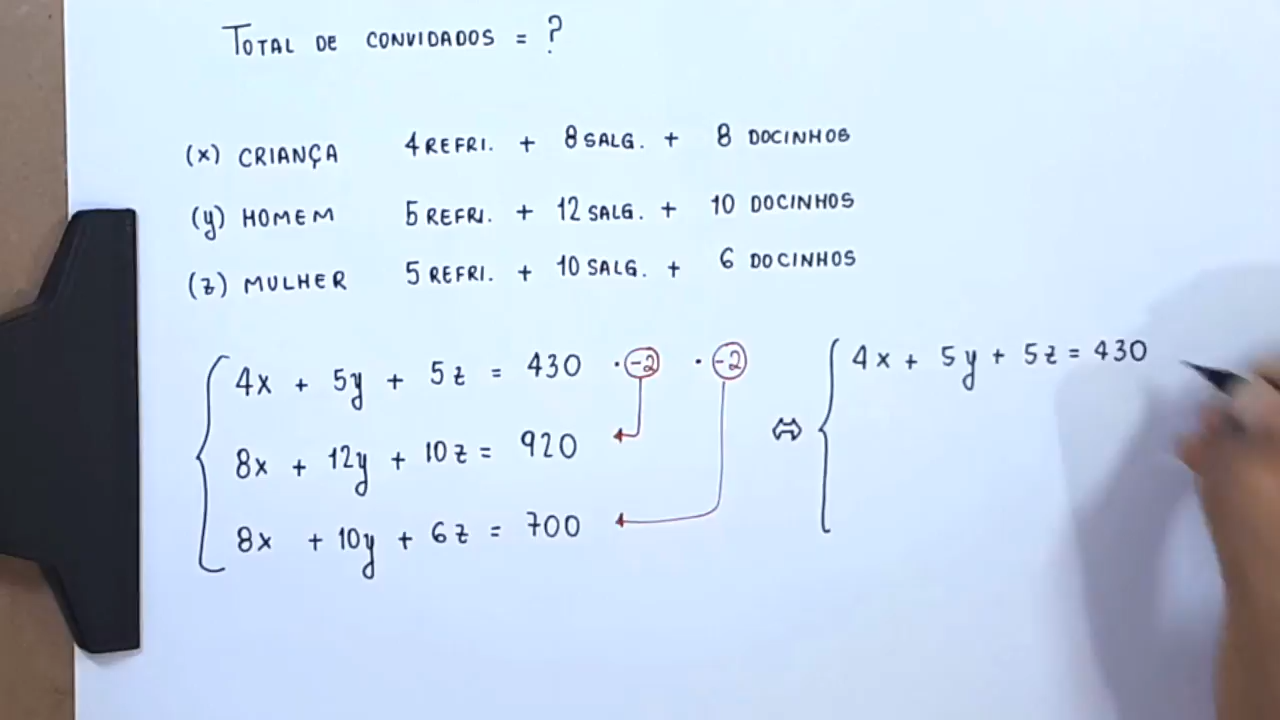 TOTAL DE CONVIDADOS = ?
(x) CRIANÇA 4 REFRI. + 8 SALG. + 8 DOCINHOS
(y) HOMEM 5 REFRI. + 12 SALG. + 10 DOCINHOS
(z) MULHER 5 REFRI. + 10 SALG. + 6 DOCINHOS
4x + 5y + 5z = 430 · -2 · -2
8x + 12y + 10z = 920
8x + 10y + 6z = 700
⇔ 4x + 5y + 5z = 430